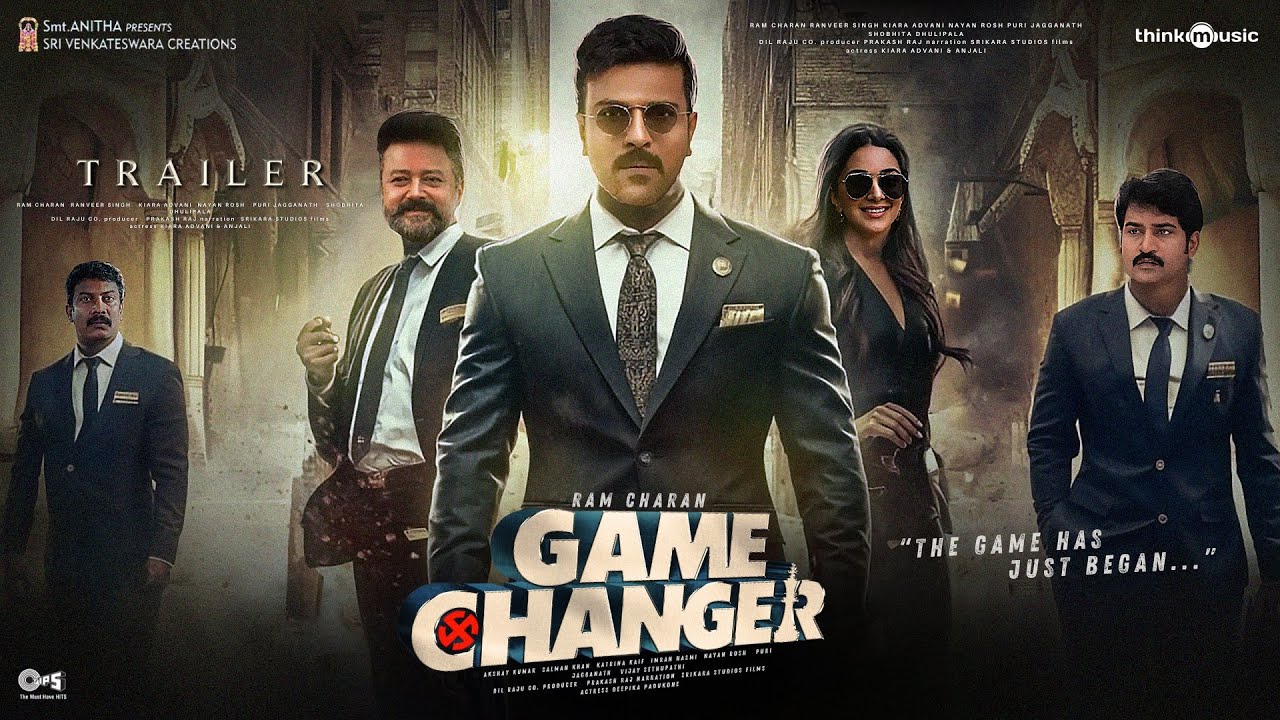 Smt.ANITHA PRESENTS
SRI VENKATESWARA CREATIONS
RAM CHARAN RANVEER SINGH KIARA ADVANI NAYAN ROSH PURI JAGGANATH
SHOBHITA DHULIPALA
DIL RAJU CO. producer PRAKASH RAJ narration SRIKARA STUDIOS films
actress KIARA ADVANI & ANJALI
think music
TRAILER
RAM CHARAN RANVEER SINGH KIARA ADVANI NAYAN ROSH PURI JAGGANATH SHOBHITA
DHULIPALA
DIL RAJU CO. producer PRAKASH RAJ narration SRIKARA STUDIOS films
actress KIARA ADVANI & ANJALI
RAM CHARAN
GAME
CHANGER
"THE GAME HAS
JUST BEGAN..."
AKSHAY KUMAR SALMAN KHAN KATRINA KAIF IMRAN HASMI NAYAN ROSH PURI
JAGGANATH VIJAY SETHUPATHI
DIL RAJU CO. PRODUCER PRAKASH RAJ NARRATION SRIKARA STUDIOS FILMS
ACTRESS DEEPIKA PADUKONE
TIPS
The Must Have HITS